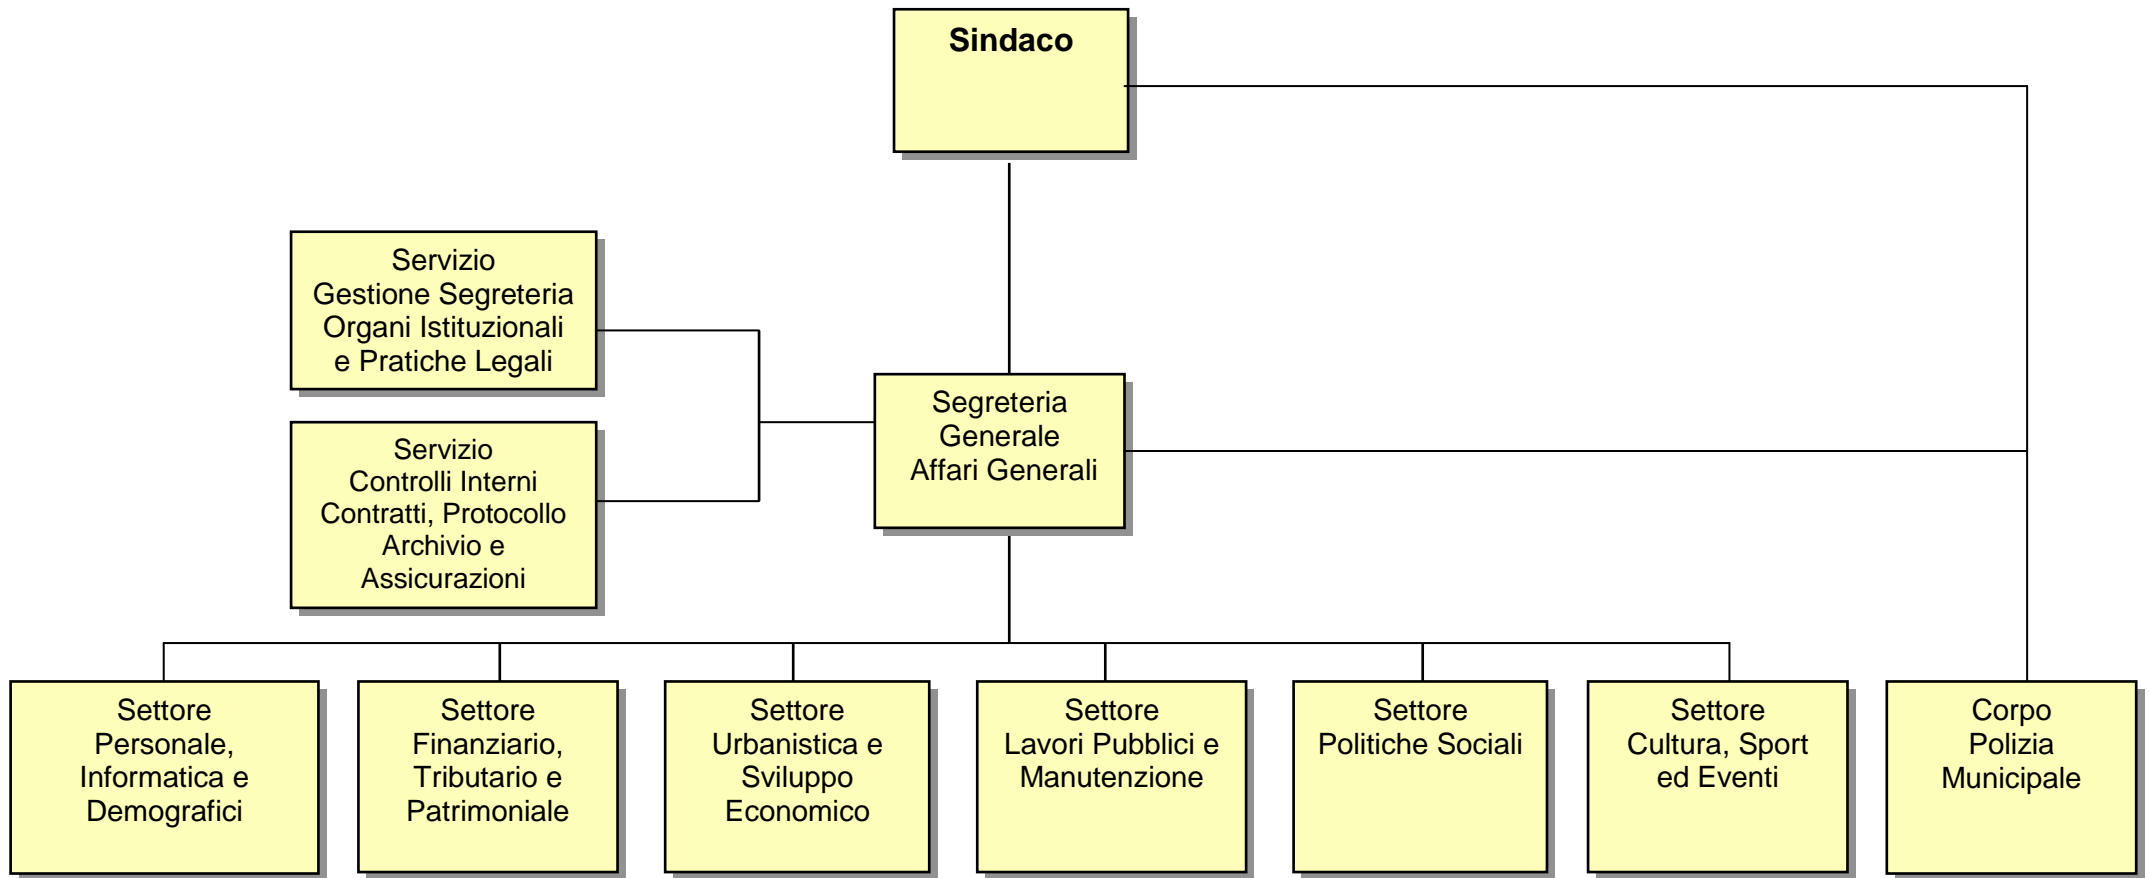 Sindaco
Servizio
Gestione Segreteria
Organi Istituzionali
e Pratiche Legali
Segreteria
Generale
Affari Generali
Servizio
Controlli Interni
Contratti, Protocollo
Archivio e
Assicurazioni
Settore
Personale,
Informatica e
Demografici
Settore
Finanziario,
Tributario e
Patrimoniale
Settore
Urbanistica e
Sviluppo
Economico
Settore
Lavori Pubblici e
Manutenzione
Settore
Politiche Sociali
Settore
Cultura, Sport
ed Eventi
Corpo
Polizia
Municipale